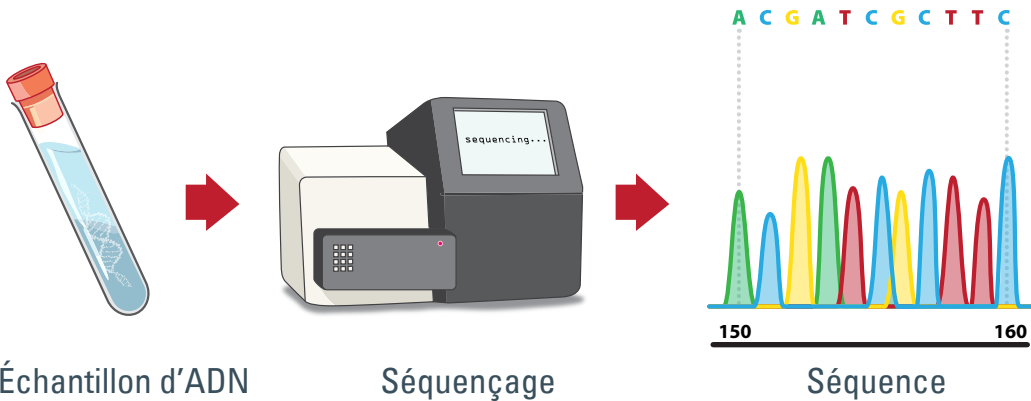 A C G A T C G C T T C
sequencing...
150 160
Échantillon d'ADN Séquençage Séquence